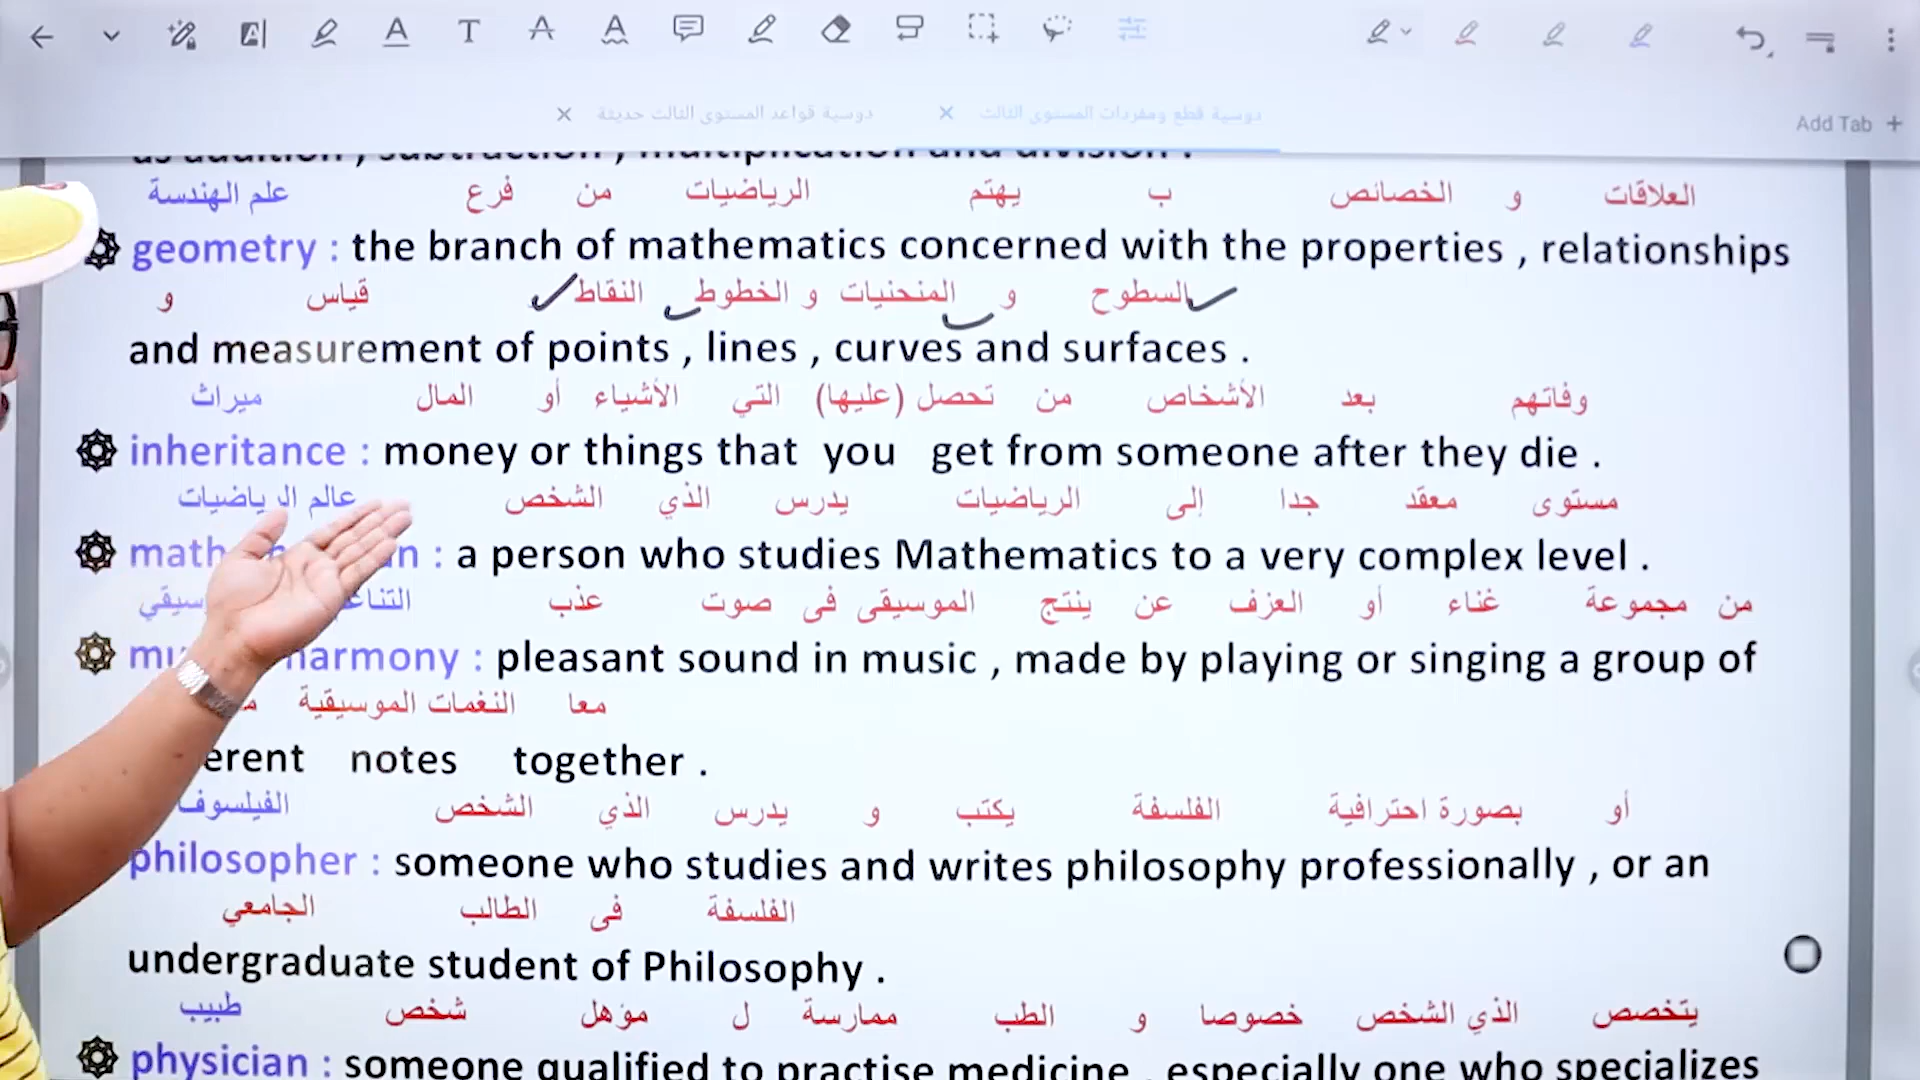 دوسية قواعد المستوى الثالث حديثة
دوسية قطع ومفردات المستوى الثالث
Add Tab +
as addition , subtraction , multiplication and division .
علم الهندسة فرع من الرياضيات يهتم ب الخصائص و العلاقات
geometry : the branch of mathematics concerned with the properties , relationships
و قياس النقاط الخطوط و المنحنيات و السطوح
and measurement of points , lines , curves and surfaces .
ميراث المال أو الأشياء التي تحصل (عليها) من الأشخاص بعد وفاتهم
inheritance : money or things that you get from someone after they die .
عالم الرياضيات الشخص الذي يدرس الرياضيات إلى جدا معقد مستوى
: a person who studies Mathematics to a very complex level .
عذب صوت فى الموسيقى ينتج عن العزف أو غناء مجموعة من
harmony : pleasant sound in music , made by playing or singing a group of
النغمات الموسيقية معا
notes together .
الفيلسوف الشخص الذي يدرس و يكتب الفلسفة بصورة احترافية أو
philosopher : someone who studies and writes philosophy professionally , or an
الجامعي الطالب فى الفلسفة
undergraduate student of Philosophy .
طبيب شخص مؤهل ل ممارسة الطب و خصوصا الذي الشخص يتخصص
physician : someone qualified to practise medicine , especially one who specializes